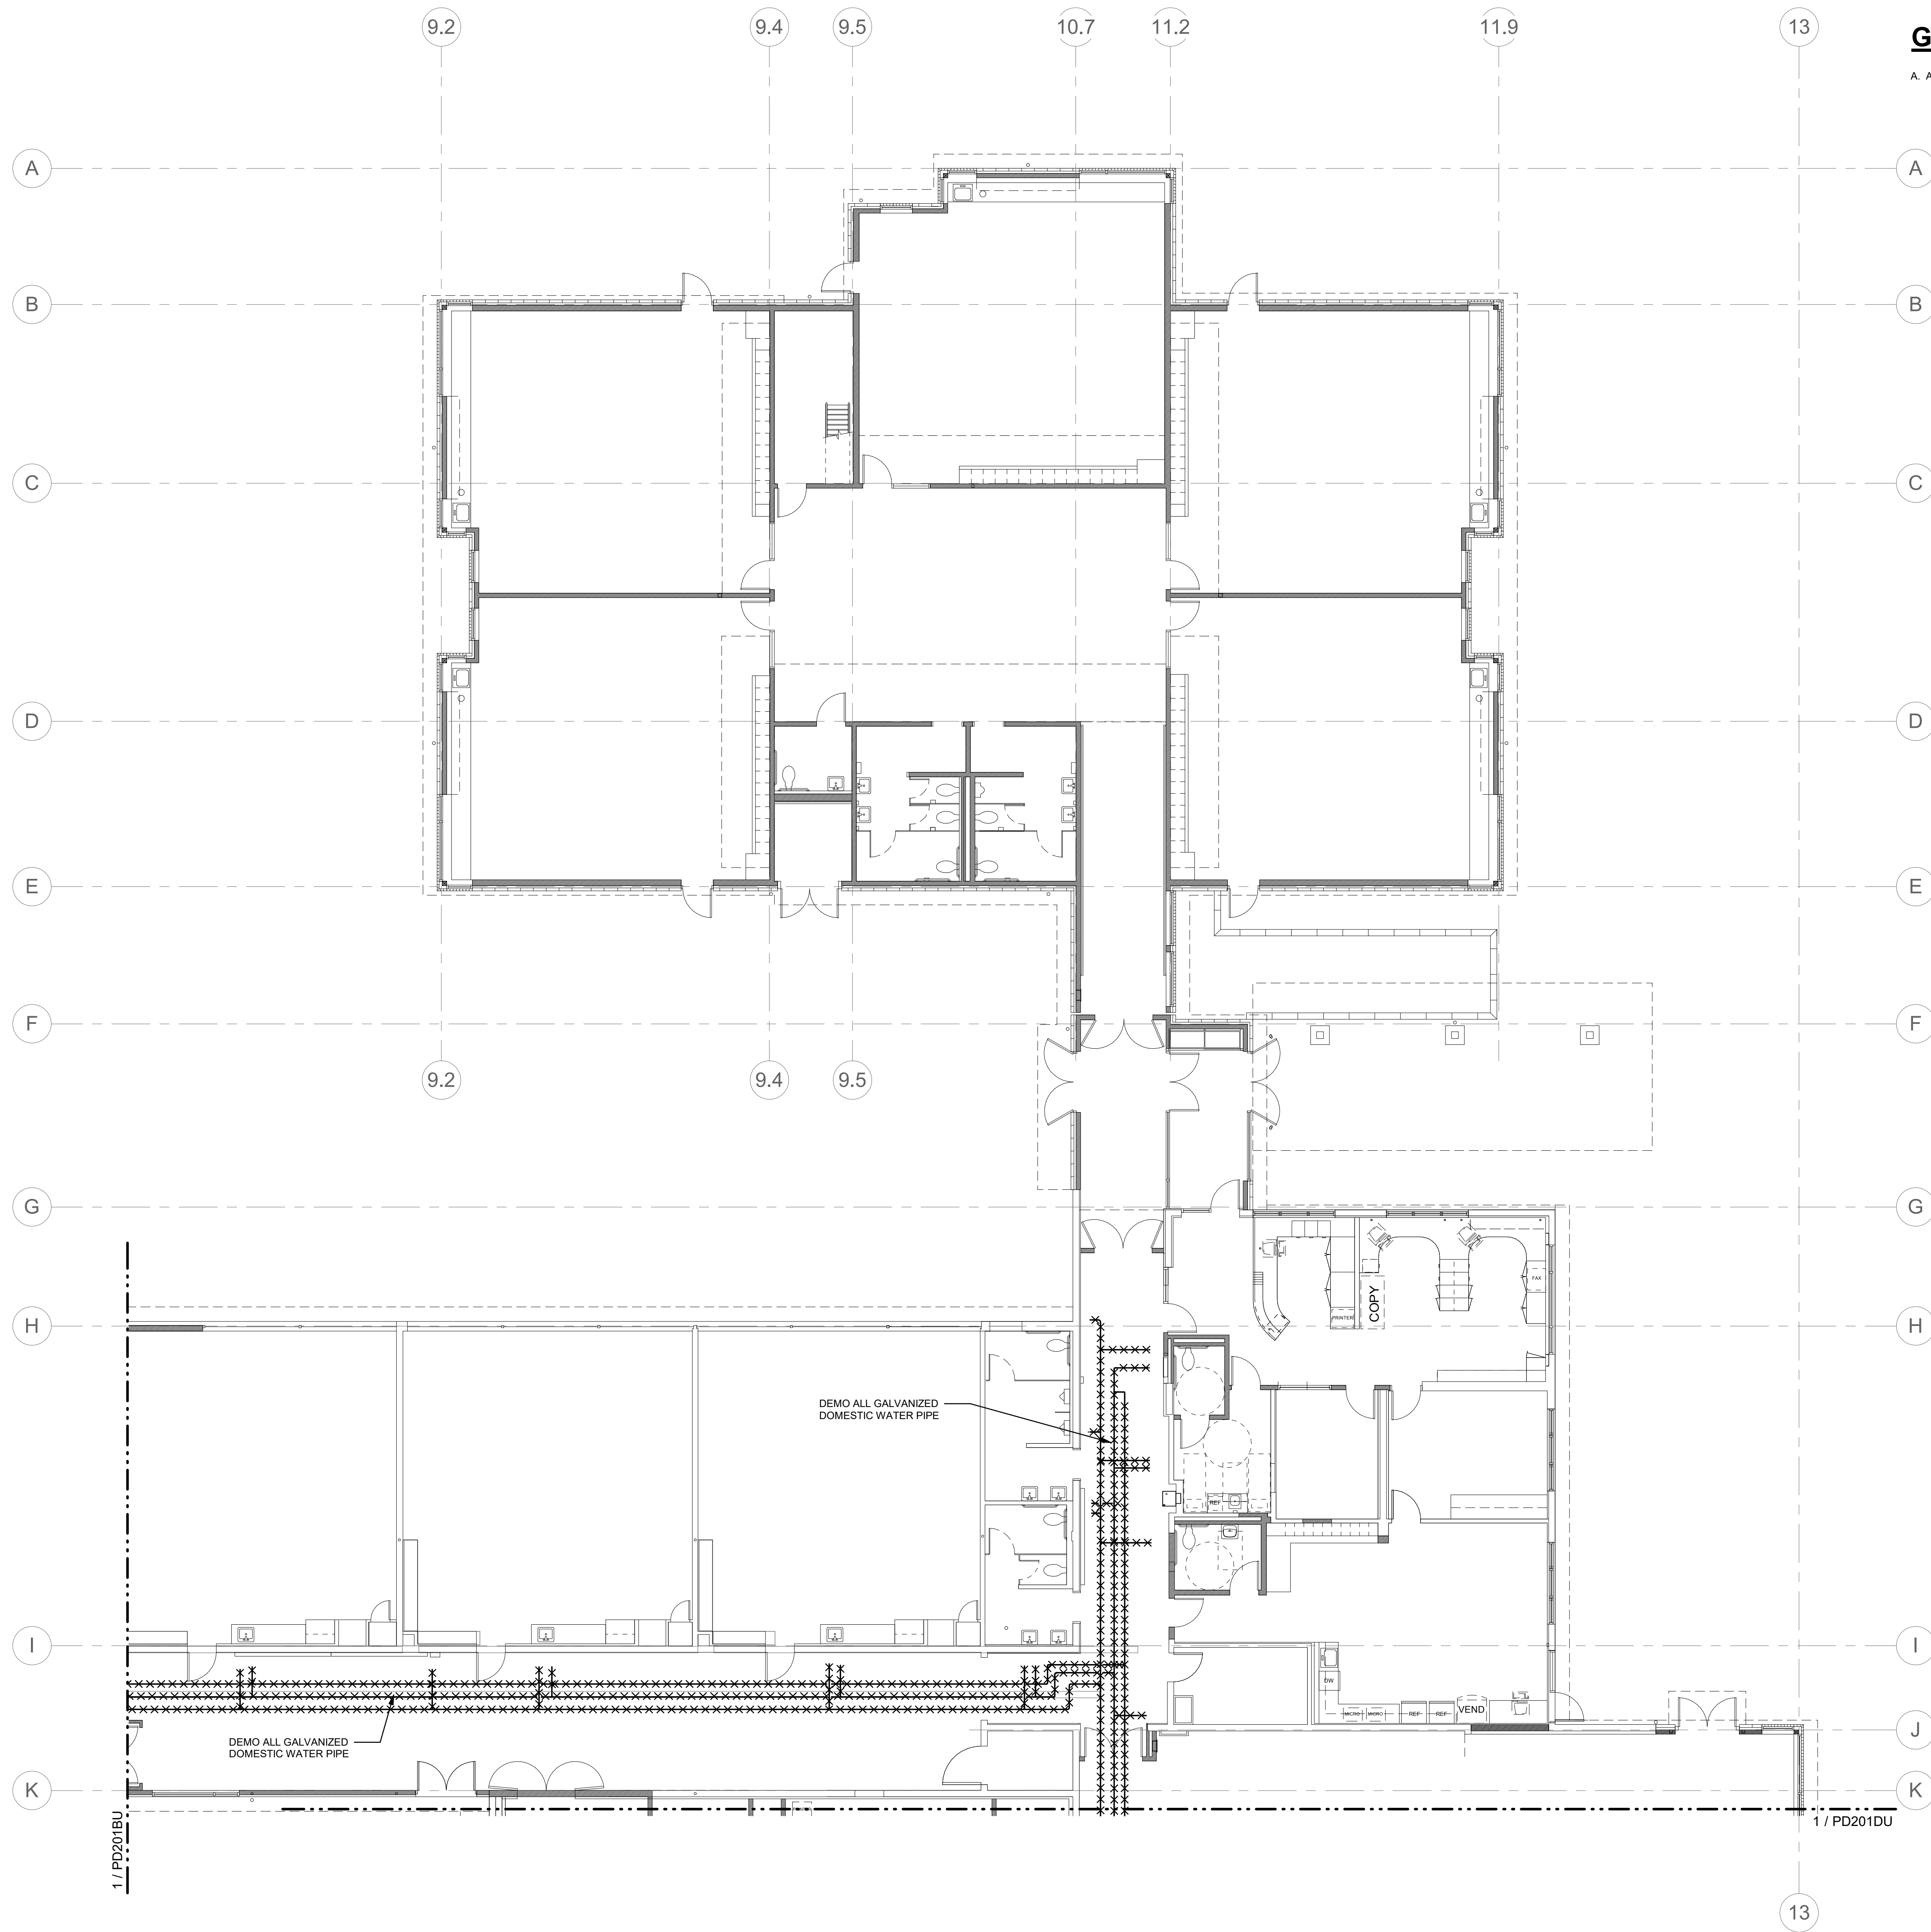 9.2
9.4
9.5
10.7
11.2
11.9
13
G
A. A
A
A
B
B
C
C
D
D
E
E
F
F
9.2
9.4
9.5
G
G
FAX
COPY
PRINTER
H
H
DEMO ALL GALVANIZED
DOMESTIC WATER PIPE
REF
I
I
DW
MICRO
MICRO
REF
REF
VEND
J
DEMO ALL GALVANIZED
DOMESTIC WATER PIPE
K
K
1 / PD201BU
1 / PD201DU
13